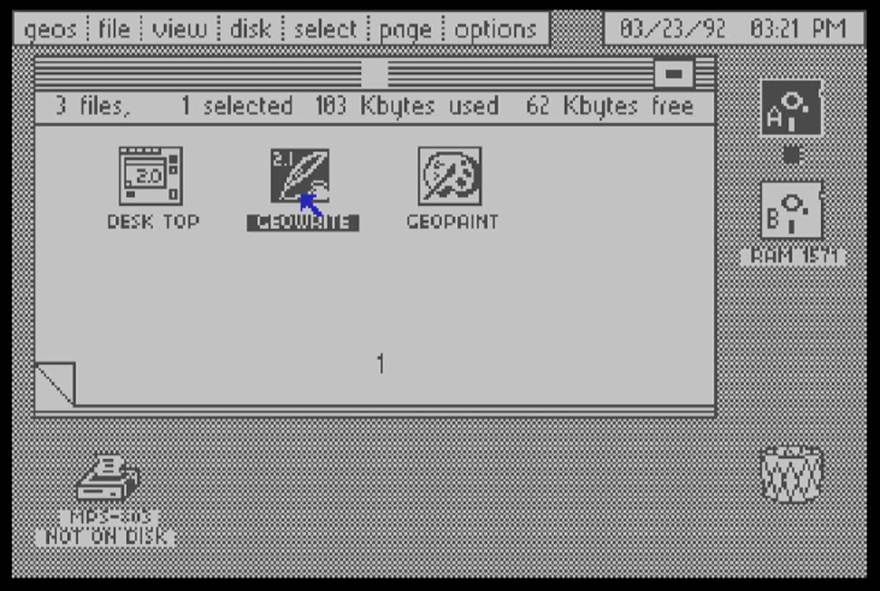 geos file view disk select page options 03/23/92 03:21 PM
3 files, 1 selected 103 Kbytes used 62 Kbytes free
2.0
2.1
DESK TOP
GEOWRITE
GEOPAINT
A
B
RAM 1571
1
MPS-803
NOT ON DISK